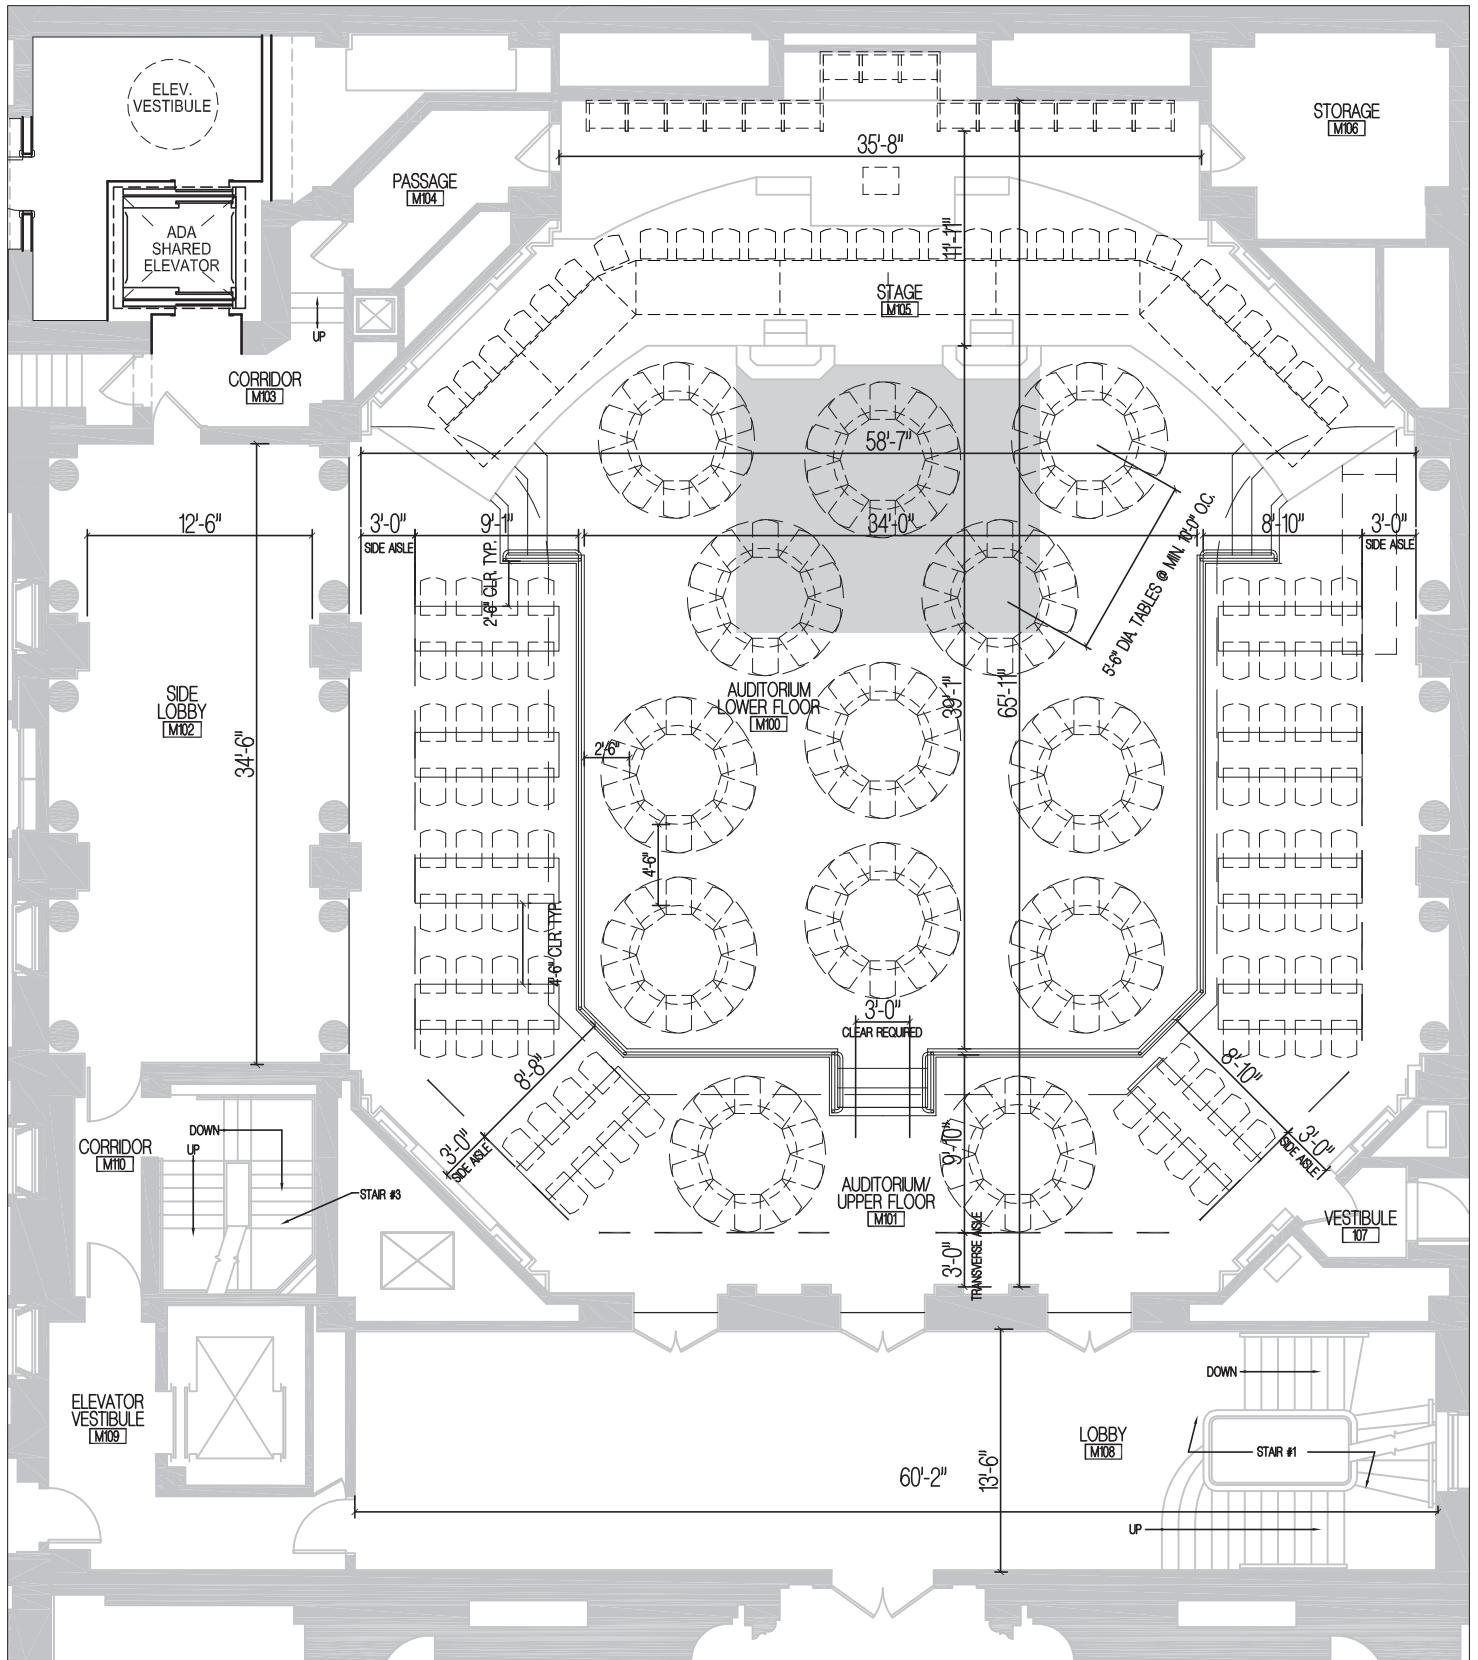 ELEV.
VESTIBULE
STORAGE
M106
35'-8"
PASSAGE
M104
ADA
SHARED
ELEVATOR
11'-11"
STAGE
M105
UP
CORRIDOR
M103
58'-7"
12'-6"
3'-0"
SIDE AISLE
9'-1"
34'-0"
8'-10"
3'-0"
SIDE AISLE
2'-6" CLR. TYP.
5'-6" DIA. TABLES @ MIN. 10'-0" O.C.
SIDE
LOBBY
M102
34'-6"
AUDITORIUM
LOWER FLOOR
M100
39'-1"
65'-11"
2'-6"
4'-6"
4'-6" CLR. TYP.
3'-0"
CLEAR REQUIRED
8'-8"
8'-10"
3'-0"
SIDE AISLE
3'-0"
SIDE AISLE
9'-10"
CORRIDOR
M110
DOWN
UP
STAIR #3
AUDITORIUM/
UPPER FLOOR
M101
VESTIBULE
107
3'-0"
TRANSVERSE AISLE
ELEVATOR
VESTIBULE
M109
DOWN
LOBBY
M108
STAIR #1
60'-2"
13'-6"
UP